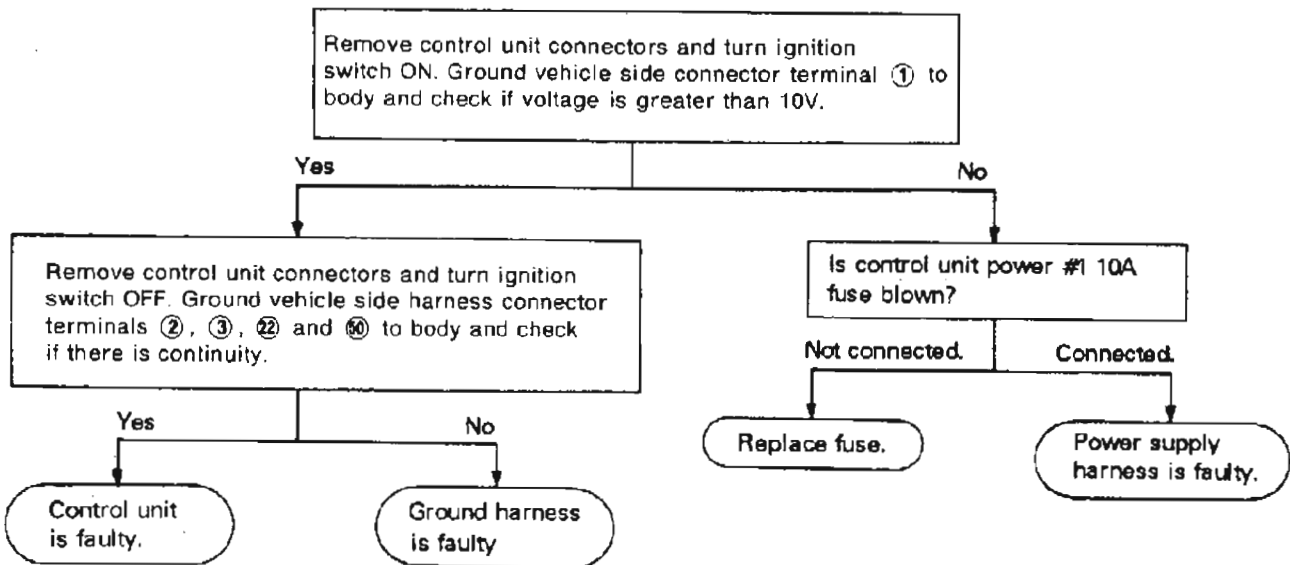 Remove control unit connectors and turn ignition
switch ON. Ground vehicle side connector terminal ① to
body and check if voltage is greater than 10V.
Yes
No
Remove control unit connectors and turn ignition
switch OFF. Ground vehicle side harness connector
terminals ②, ③, ㉒ and ㊿ to body and check
if there is continuity.
Is control unit power #1 10A
fuse blown?
Not connected.
Connected.
Yes
No
Replace fuse.
Power supply
harness is faulty.
Control unit
is faulty.
Ground harness
is faulty